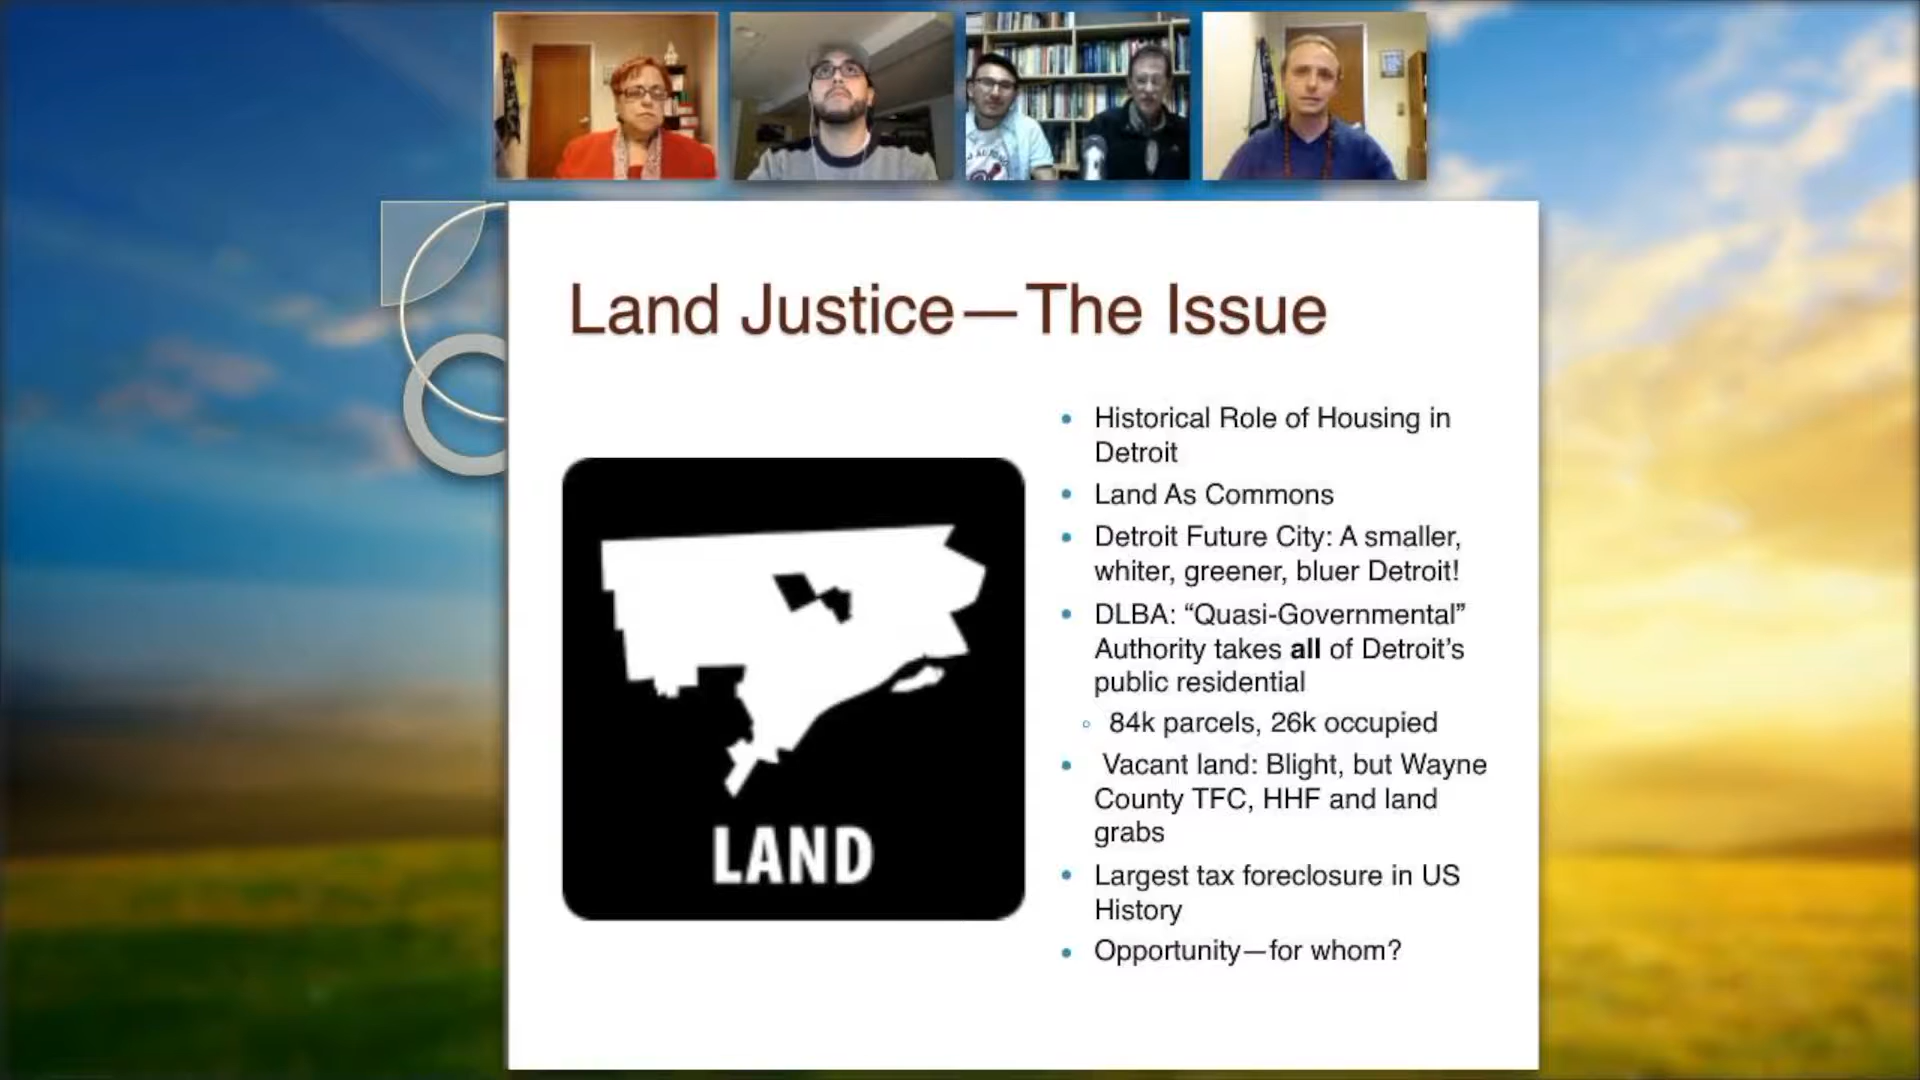 Land Justice—The Issue
LAND
• Historical Role of Housing in
Detroit
• Land As Commons
• Detroit Future City: A smaller,
whiter, greener, bluer Detroit!
• DLBA: “Quasi-Governmental”
Authority takes all of Detroit’s
public residential
◦ 84k parcels, 26k occupied
• Vacant land: Blight, but Wayne
County TFC, HHF and land
grabs
• Largest tax foreclosure in US
History
• Opportunity—for whom?